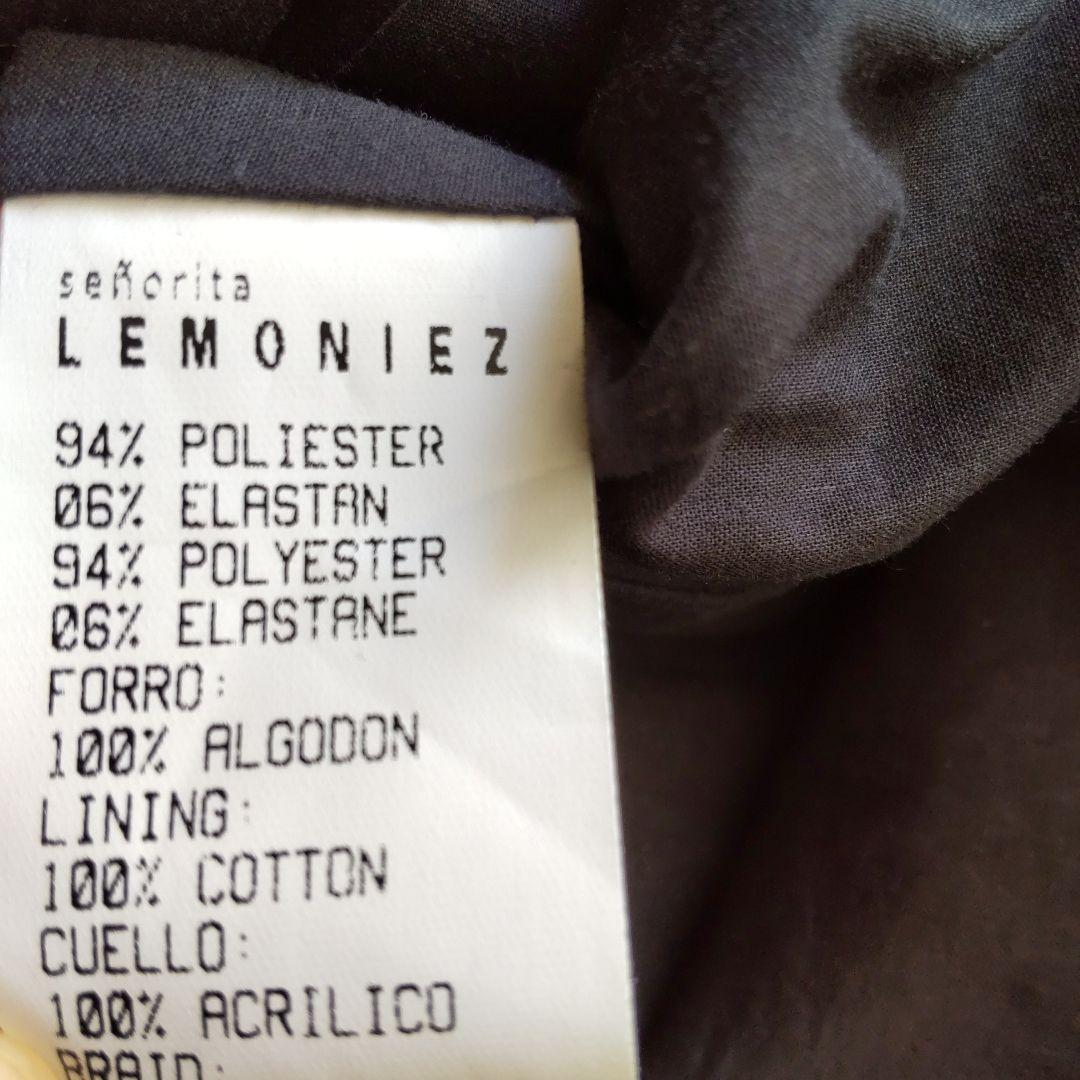 señorita
LEMONIEZ
94% POLIESTER
06% ELASTAN
94% POLYESTER
06% ELASTANE
FORRO:
100% ALGODON
LINING:
100% COTTON
CUELLO:
100% ACRILICO
BRAID: